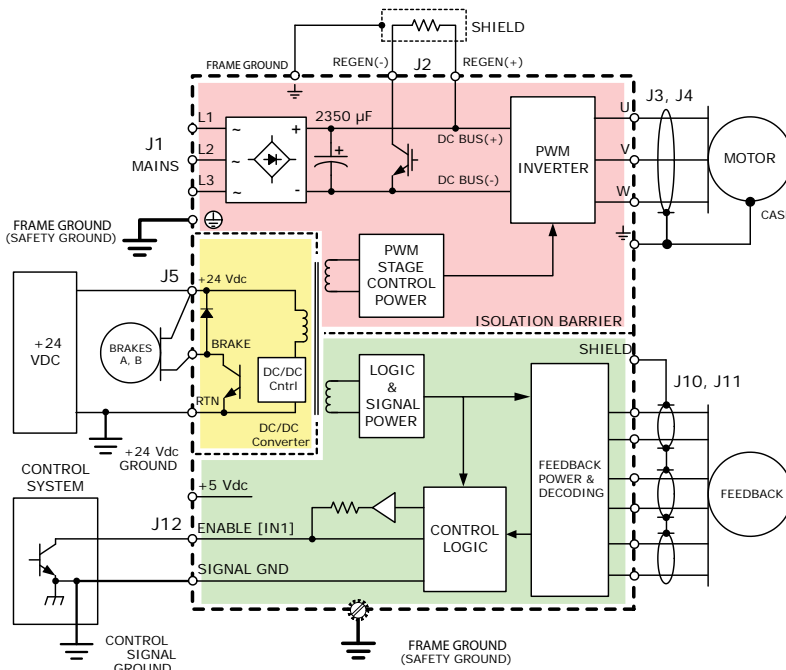 SHIELD
FRAME GROUND
REGEN(-)
J2
REGEN(+)
J3, J4
J1
MAINS
L1
L2
L3
~
~
~
+
-
2350 µF
+
DC BUS(+)
DC BUS(-)
PWM
INVERTER
U
V
W
MOTOR
CASE
FRAME GROUND
(SAFETY GROUND)
PWM
STAGE
CONTROL
POWER
ISOLATION BARRIER
J5
+24 Vdc
+24
VDC
BRAKES
A, B
BRAKE
DC/DC
Cntrl
RTN
DC/DC
Converter
+24 Vdc
GROUND
SHIELD
J10, J11
LOGIC
&
SIGNAL
POWER
FEEDBACK
POWER &
DECODING
FEEDBACK
CONTROL
SYSTEM
+5 Vdc
J12
ENABLE [IN1]
CONTROL
LOGIC
SIGNAL GND
CONTROL
SIGNAL
GROUND
FRAME GROUND
(SAFETY GROUND)